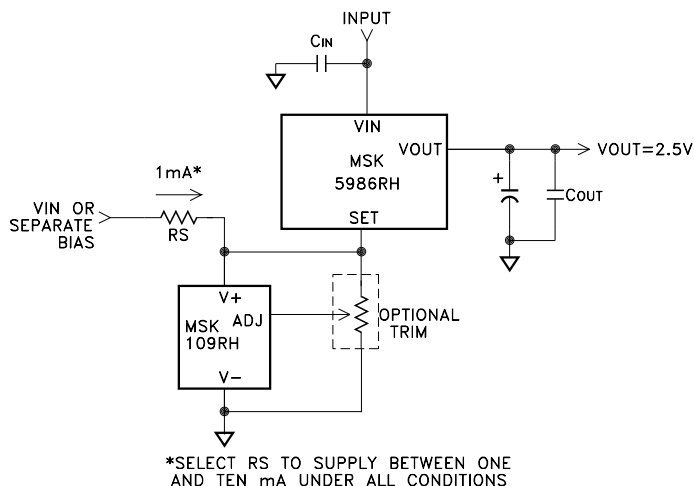 INPUT
CIN
VIN
VOUT
MSK
5986RH
SET
VOUT=2.5V
+
COUT
1mA*
VIN OR
SEPARATE
BIAS
RS
V+
ADJ
MSK
109RH
V-
OPTIONAL
TRIM
*SELECT RS TO SUPPLY BETWEEN ONE
AND TEN mA UNDER ALL CONDITIONS